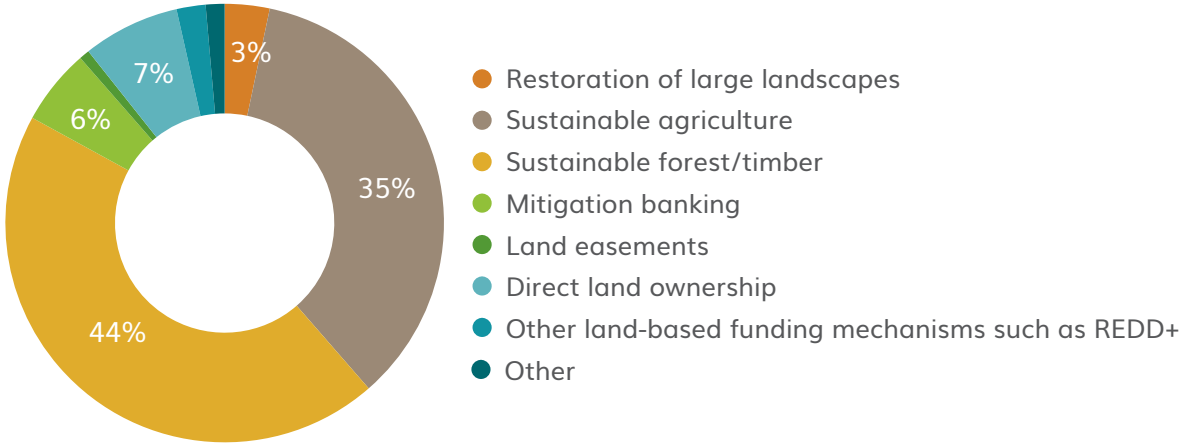 3%
7%
6%
35%
44%
Restoration of large landscapes
Sustainable agriculture
Sustainable forest/timber
Mitigation banking
Land easements
Direct land ownership
Other land-based funding mechanisms such as REDD+
Other